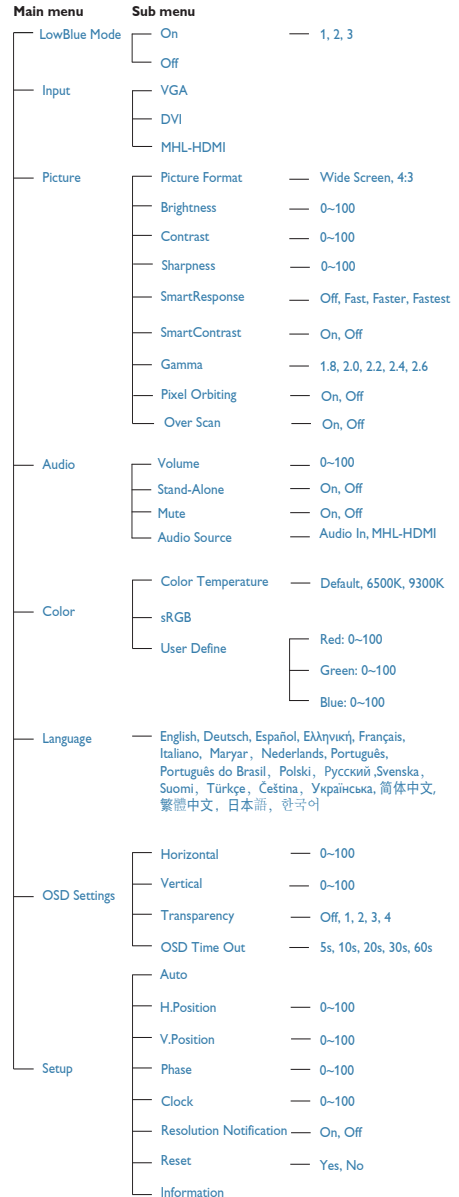 Main menu Sub menu
LowBlue Mode On 1, 2, 3
Off
Input VGA
DVI
MHL-HDMI
Picture Picture Format Wide Screen, 4:3
Brightness 0~100
Contrast 0~100
Sharpness 0~100
SmartResponse Off, Fast, Faster, Fastest
SmartContrast On, Off
Gamma 1.8, 2.0, 2.2, 2.4, 2.6
Pixel Orbiting On, Off
Over Scan On, Off
Audio Volume 0~100
Stand-Alone On, Off
Mute On, Off
Audio Source Audio In, MHL-HDMI
Color Temperature Default, 6500K, 9300K
Color sRGB
User Define Red: 0~100
Green: 0~100
Blue: 0~100
Language English, Deutsch, Español, Ελληνική, Français,
Italiano, Maryar, Nederlands, Português,
Português do Brasil, Polski, Русский ,Svenska,
Suomi, Türkçe, Čeština, Українська, 简体中文,
繁體中文, 日本語, 한국어
Horizontal 0~100
Vertical 0~100
OSD Settings
Transparency Off, 1, 2, 3, 4
OSD Time Out 5s, 10s, 20s, 30s, 60s
Auto
H.Position 0~100
V.Position 0~100
Setup Phase 0~100
Clock 0~100
Resolution Notification On, Off
Reset Yes, No
Information